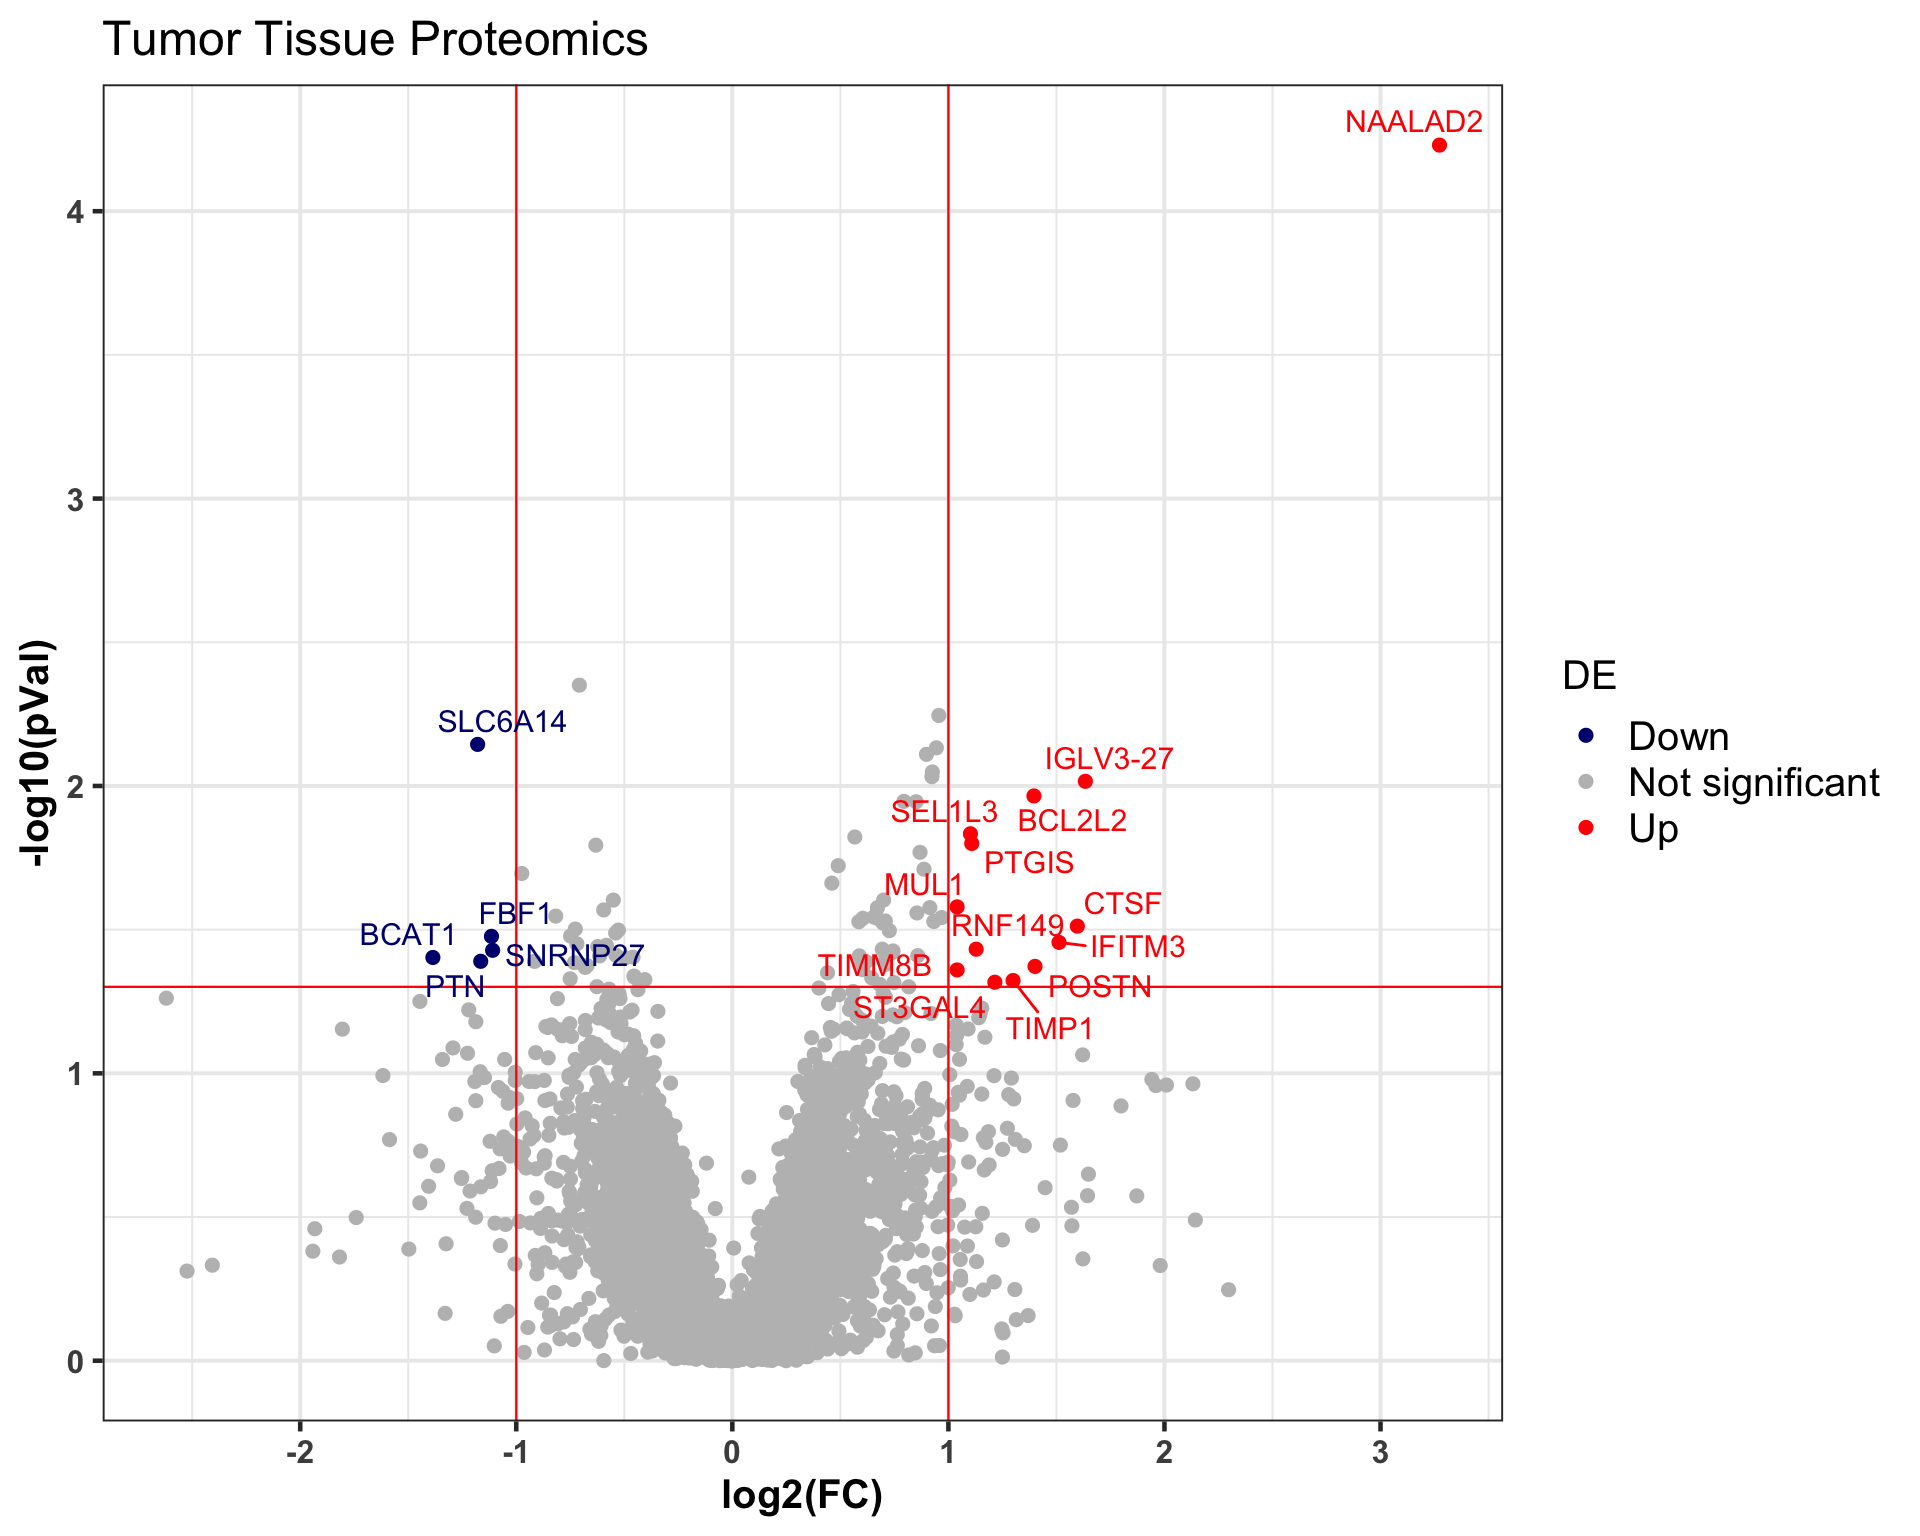 Tumor Tissue Proteomics
NAALAD2
4
3
-log10(pVal)
DE
Down
Not significant
Up
SLC6A14
IGLV3-27
2
SEL1L3
BCL2L2
PTGIS
MUL1
CTSF
FBF1
RNF149
BCAT1
IFITM3
SNRNP27
TIMM8B
PTN
POSTN
ST3GAL4
TIMP1
1
0
-2
-1
0
1
2
3
log2(FC)